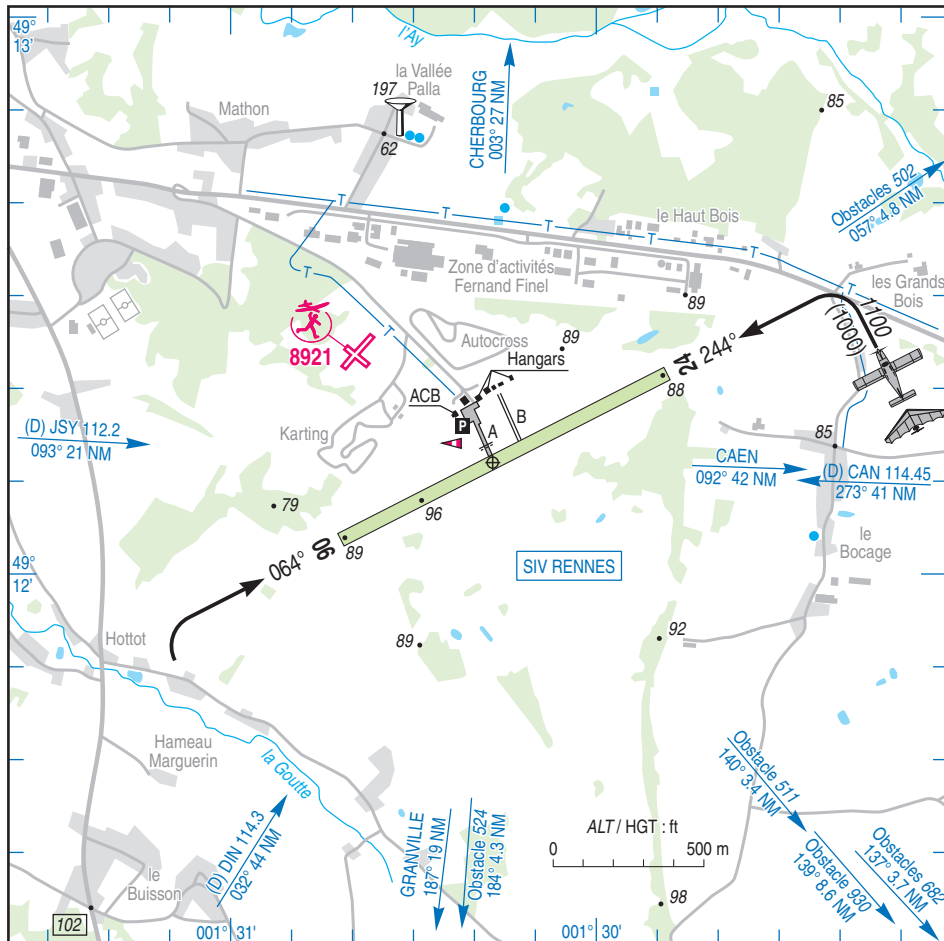 49°
13'
l'Ay
la Vallée
Palla
197
62
Mathon
CHERBOURG
003° 27 NM
85
Obstacles 502
057° 4.8 NM
T
T
T
T
T
T
T
le Haut Bois
Zone d'activités
Fernand Finel
les Grands
Bois
89
1100
(1000)
8921
Autocross
89
Hangars
24
244°
88
ACB
P
A
B
(D) JSY 112.2
093° 21 NM
Karting
CAEN
092° 42 NM
85
(D) CAN 114.45
273° 41 NM
79
96
le
Bocage
49°
12'
064°
06
89
SIV RENNES
Hottot
89
92
Hameau
Marguerin
la Goutte
Obstacle 511
140° 3.4 NM
(D) DIN 114.3
032° 44 NM
GRANVILLE
187° 19 NM
Obstacle 524
184° 4.3 NM
ALT / HGT : ft
0
500 m
Obstacle 930
139° 8.6 NM
Obstacles 682
137° 3.7 NM
le
Buisson
98
102
001° 31'
001° 30'